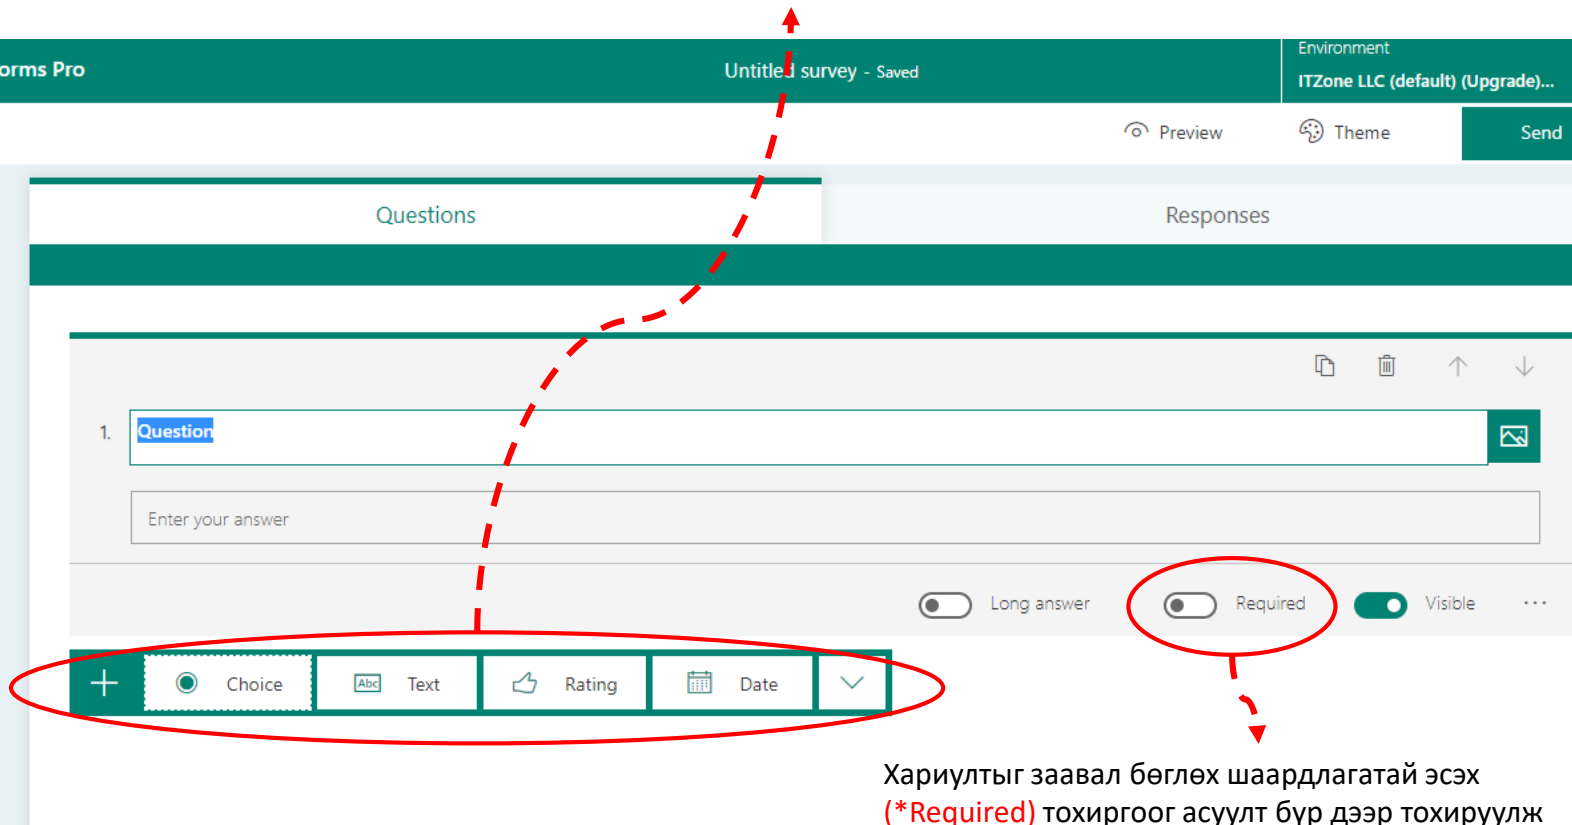 orms Pro
Untitled survey - Saved
Environment
ITZone LLC (default) (Upgrade)...
Preview
Theme
Send
Questions
Responses
1. Question
Enter your answer
Long answer
Required
Visible
Choice
Abc Text
Rating
Date
Хариултыг заавал бөглөх шаардлагатай эсэх
(*Required) тохиргоог асуулт бүр дээр тохируулж